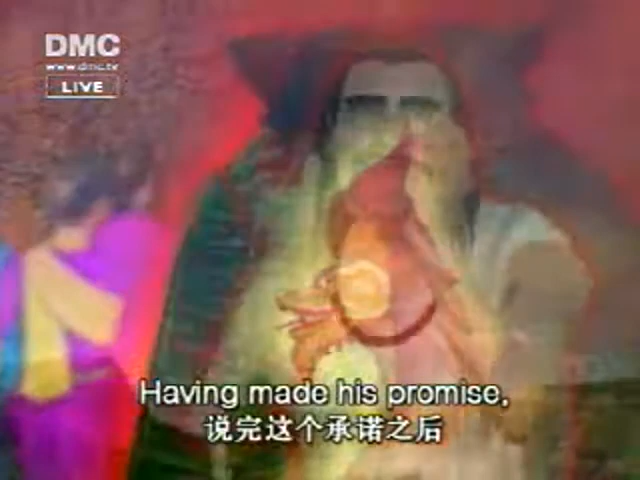 DMC
www.dmc.tv
LIVE
Having made his promise,
说完这个承诺之后